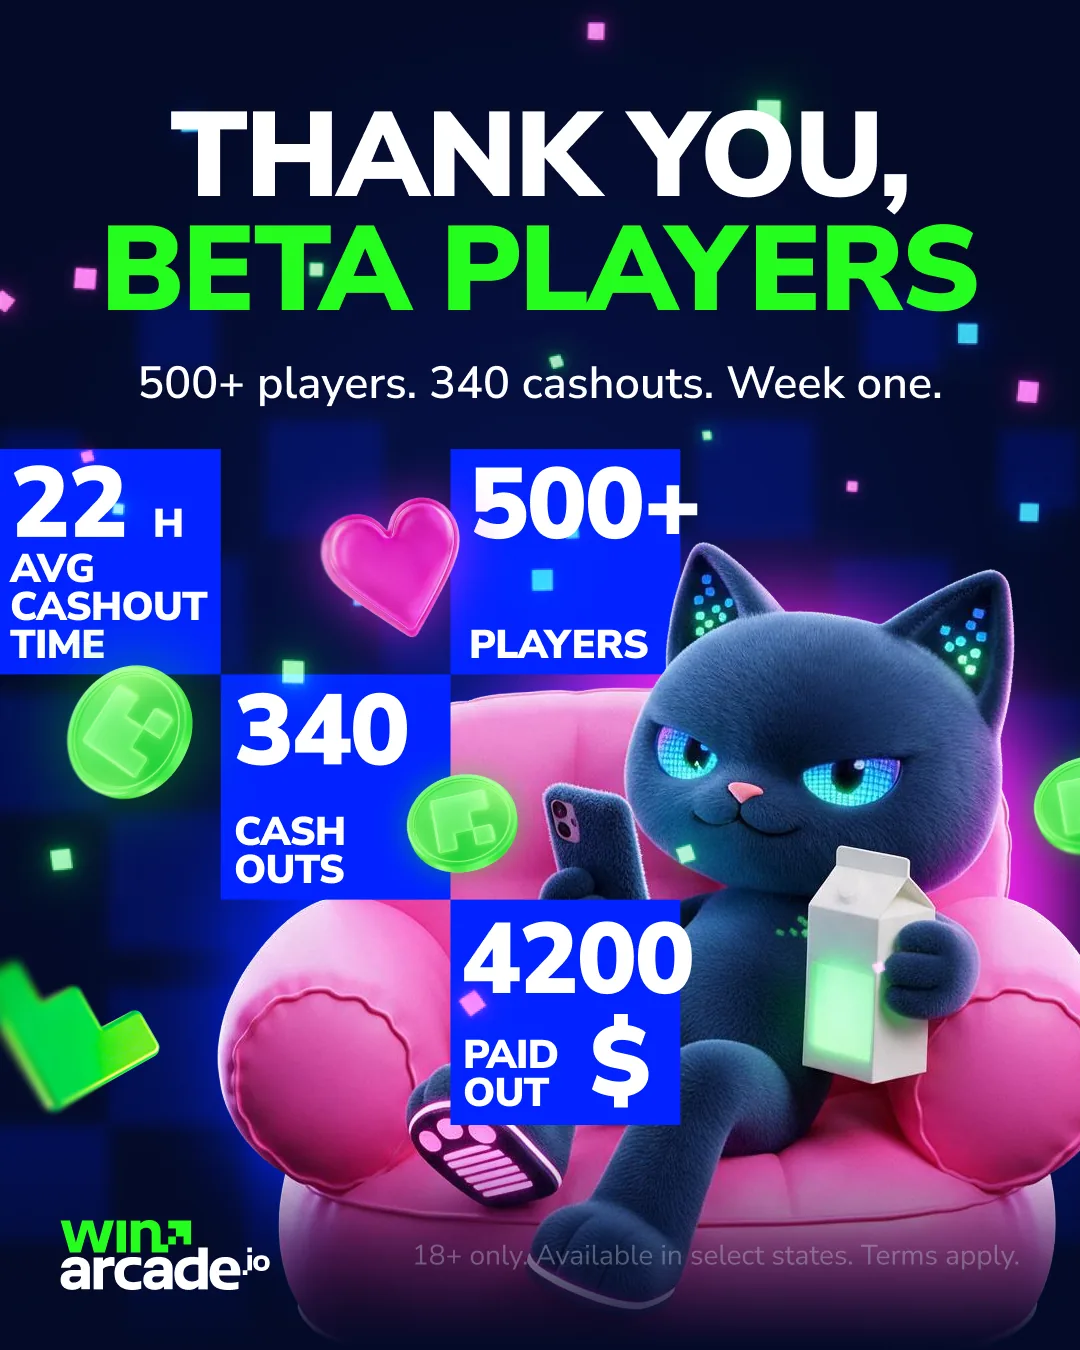 THANK YOU,
BETA PLAYERS
500+ players. 340 cashouts. Week one.
22 H
AVG
CASHOUT
TIME
500+
PLAYERS
340
CASH
OUTS
4200
PAID
OUT $
win
arcade.io
18+ only. Available in select states. Terms apply.